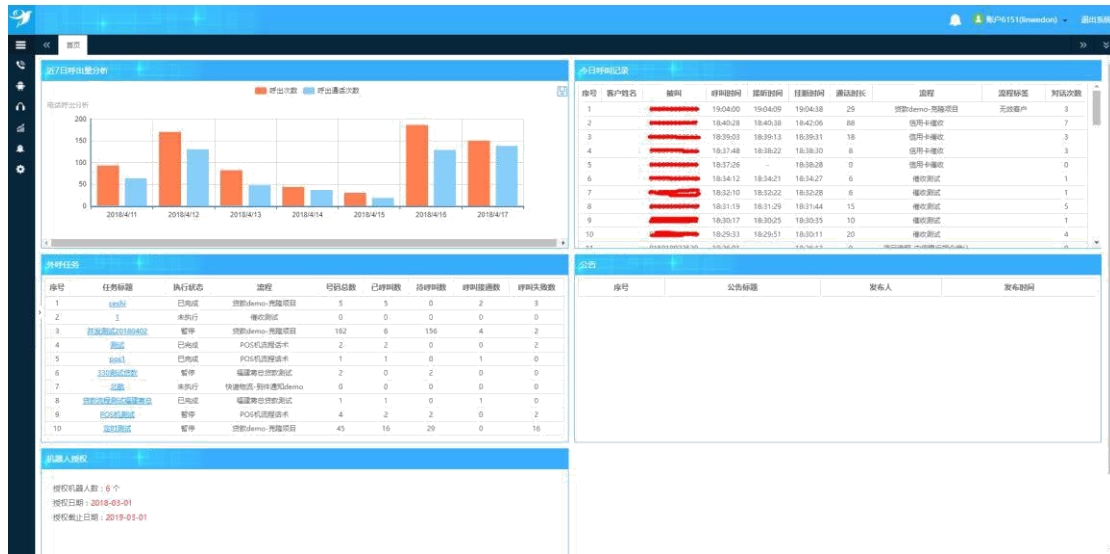 账户6151(linwedon) 退出系统
首页
近7日呼出量分析
呼出次数 呼出通话次数
电话呼出分析
200
150
100
50
0
2018/4/11 2018/4/12 2018/4/13 2018/4/14 2018/4/15 2018/4/16 2018/4/17
今日呼叫记录
序号 客户姓名 被叫 呼叫时间 接听时间 挂断时间 通话时长 流程 流程标签 对话次数
1 19:04:00 19:04:09 19:04:38 29 贷款demo-克隆项目 无效客户 3
2 18:40:28 18:40:38 18:42:06 88 信用卡催收 7
3 18:39:03 18:39:13 18:39:31 18 信用卡催收 3
4 18:37:48 18:38:22 18:38:30 8 信用卡催收 3
5 18:37:26 - 18:38:28 0 信用卡催收 0
6 18:34:12 18:34:21 18:34:27 6 催收测试 1
7 18:32:10 18:32:22 18:32:28 6 催收测试 1
8 18:31:19 18:31:29 18:31:44 15 催收测试 5
9 18:30:17 18:30:25 18:30:35 10 催收测试 1
10 18:29:33 18:29:51 18:30:11 20 催收测试 4
外呼任务
序号 任务标题 执行状态 流程 号码总数 已呼叫数 待呼叫数 呼叫接通数 呼叫失败数
1 ceshi 已完成 贷款demo-克隆项目 5 5 0 2 3
2 1 未执行 催收测试 0 0 0 0 0
3 并发测试20180402 暂停 贷款demo-克隆项目 162 6 156 4 2
4 测试 已完成 POS机流程话术 2 2 0 0 2
5 pos1 已完成 POS机流程话术 1 1 0 1 0
6 330测试贷款 暂停 福建寿总贷款测试 2 0 2 0 0
7 未执行 快递物流-到件通知demo 0 0 0 0 0
8 贷款流程测试福建寿总 已完成 福建寿总贷款测试 1 1 0 1 0
9 POS机测试 暂停 POS机流程话术 4 2 2 0 2
10 定时测试 暂停 贷款demo-克隆项目 45 16 29 0 16
公告
序号 公告标题 发布人 发布时间
机器人授权
授权机器人数：6 个
授权日期：2018-03-01
授权截止日期：2019-03-01